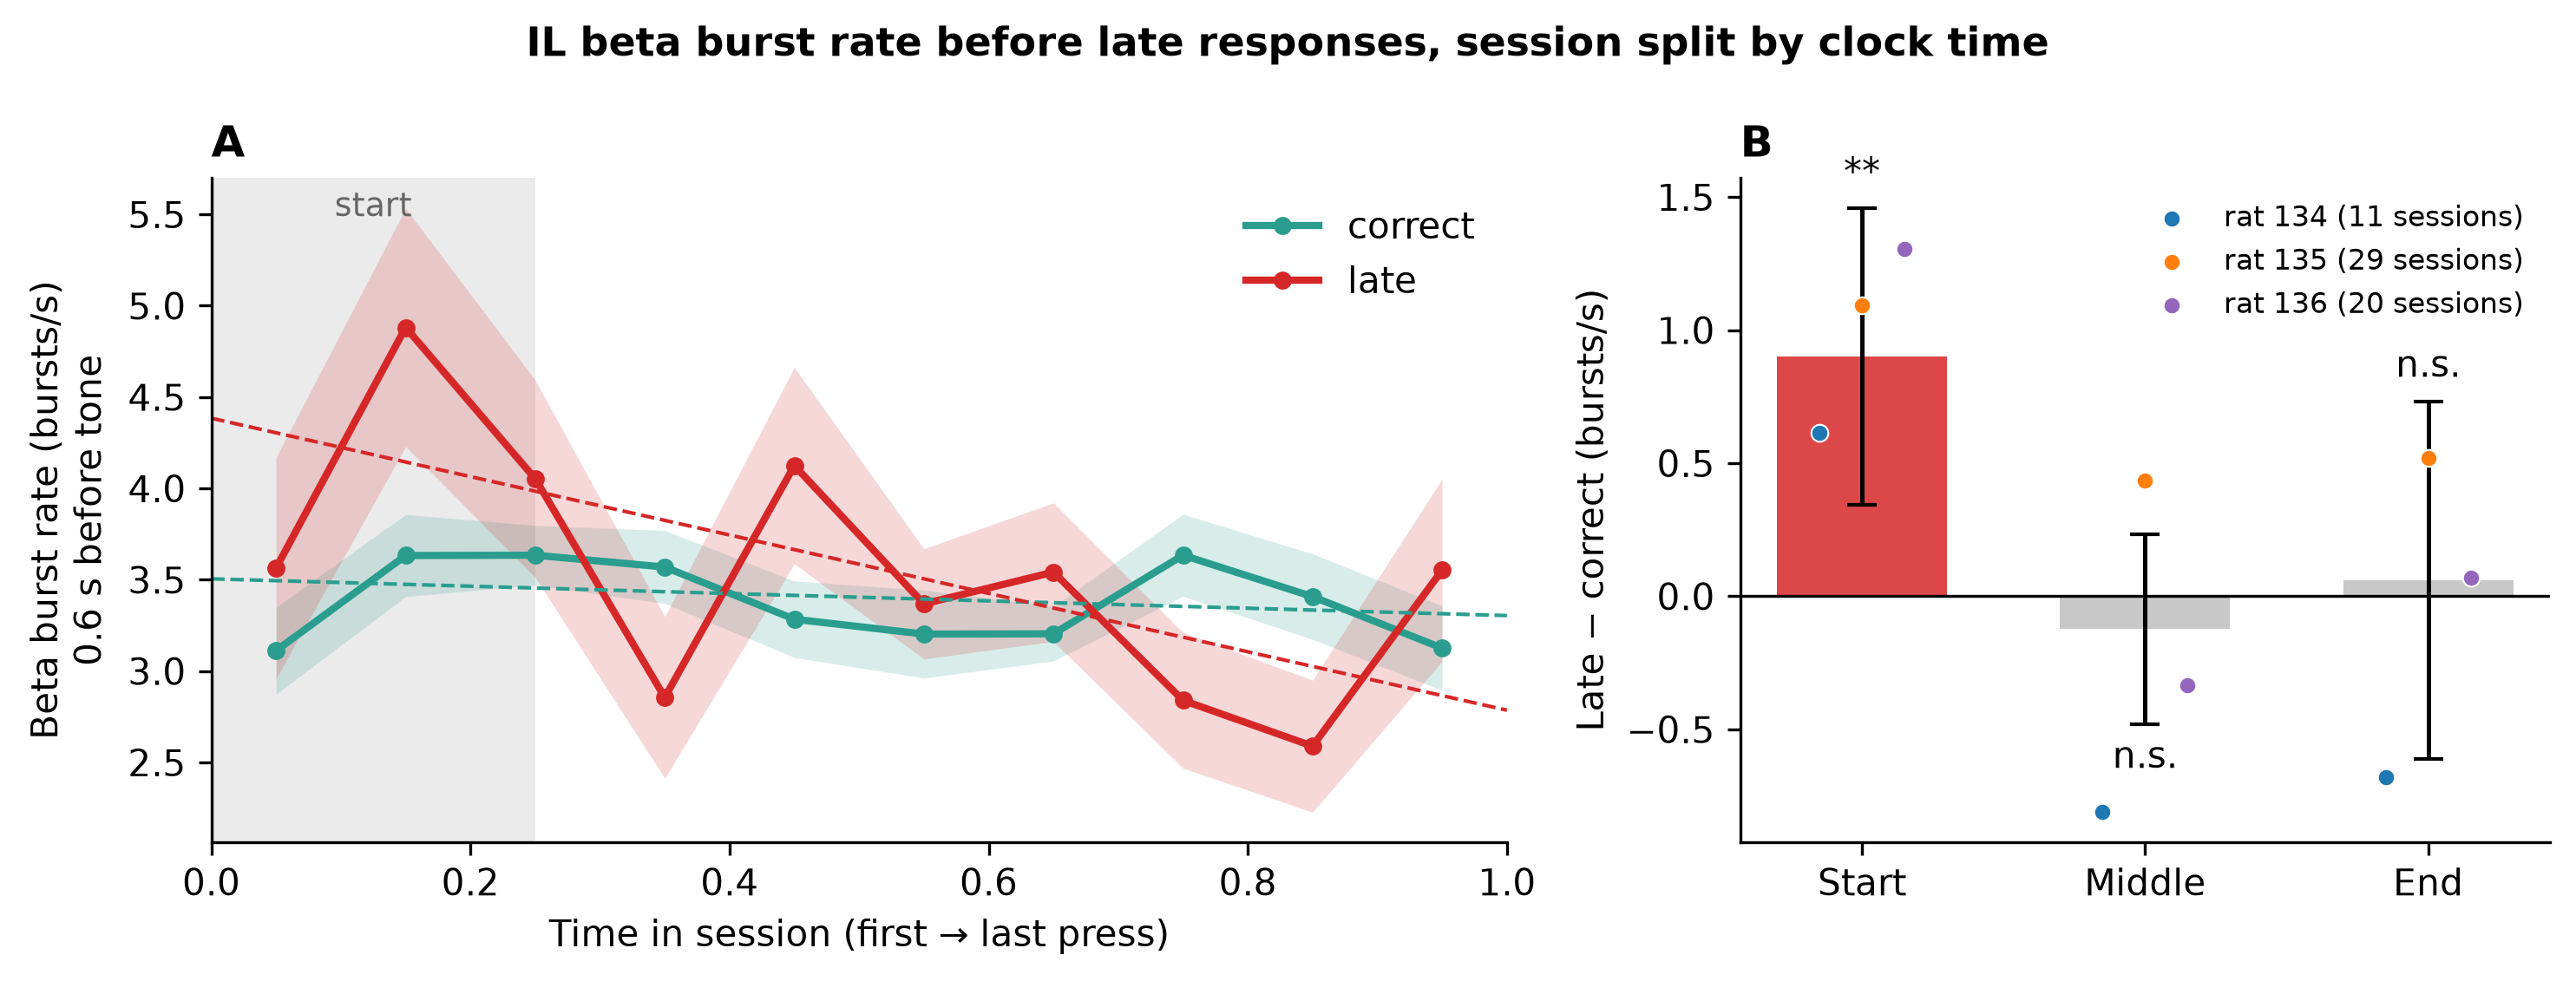 IL beta burst rate before late responses, session split by clock time
A
start
correct
late
5.5
5.0
4.5
4.0
3.5
3.0
2.5
Beta burst rate (bursts/s)
0.6 s before tone
0.0 0.2 0.4 0.6 0.8 1.0
Time in session (first → last press)
B
**
rat 134 (11 sessions)
rat 135 (29 sessions)
rat 136 (20 sessions)
n.s.
n.s.
1.5
1.0
0.5
0.0
−0.5
Late − correct (bursts/s)
Start Middle End